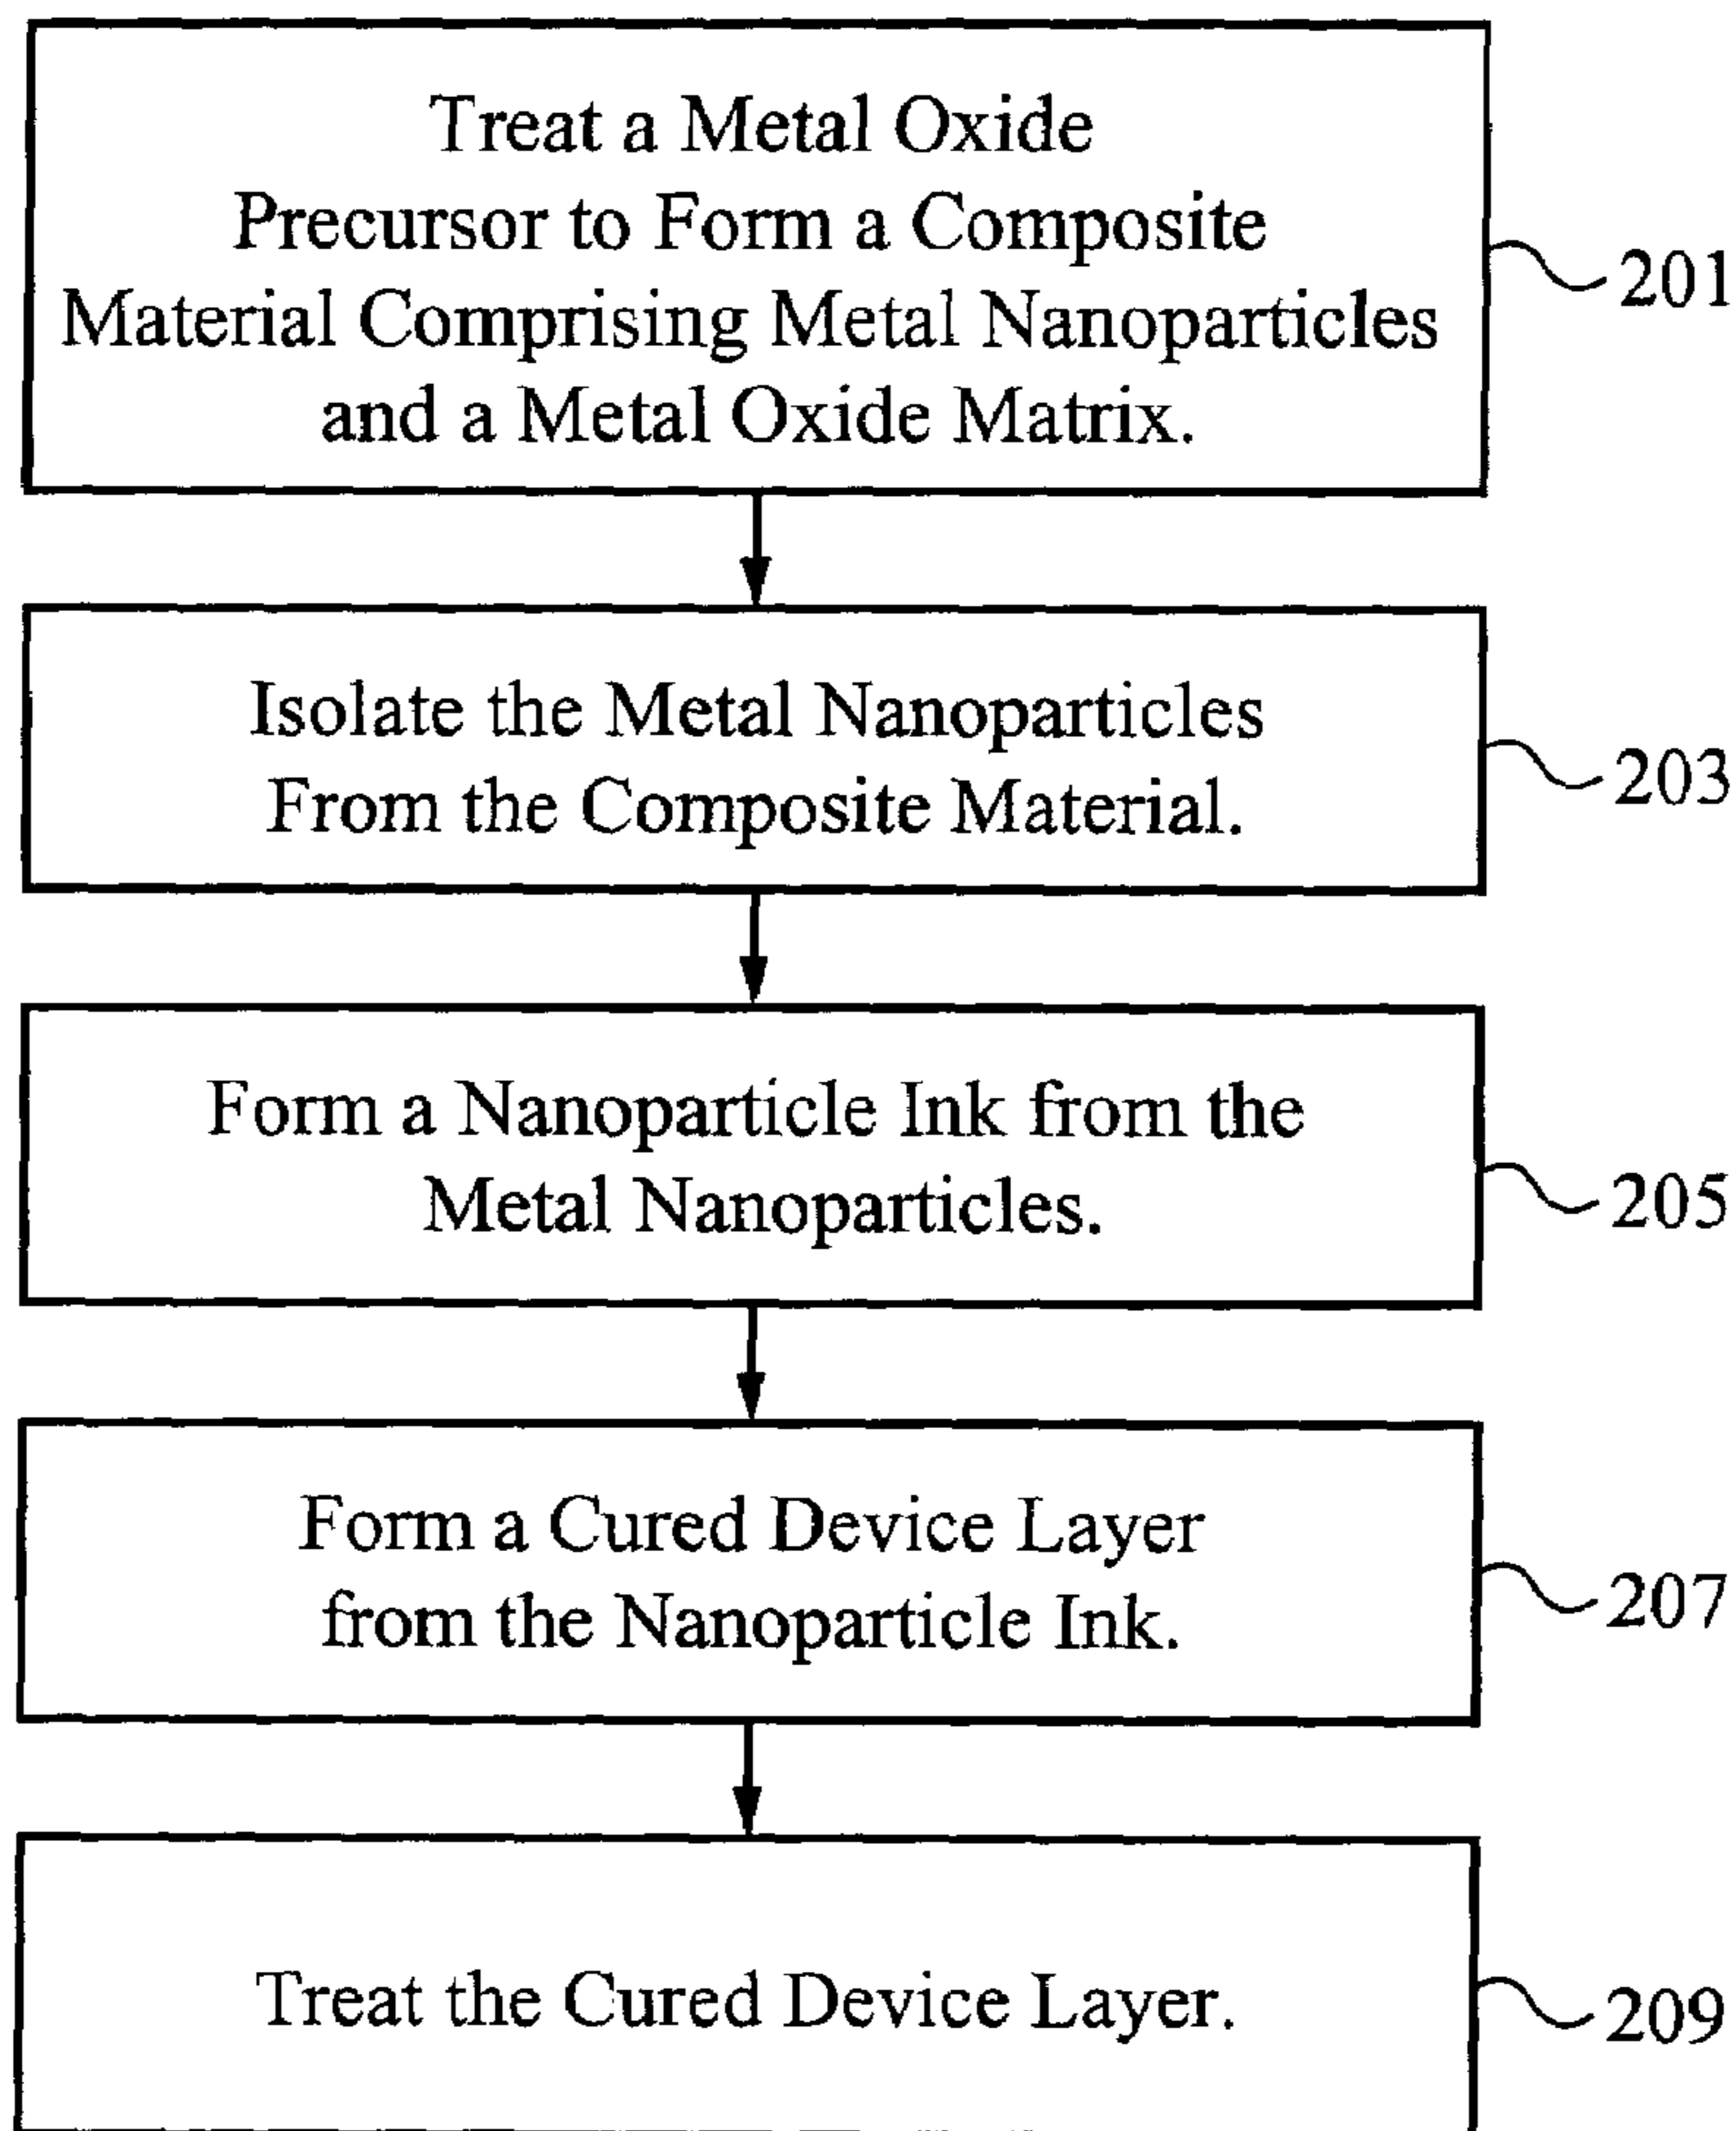 Treat a Metal Oxide
Precursor to Form a Composite
Material Comprising Metal Nanoparticles
and a Metal Oxide Matrix.
201
Isolate the Metal Nanoparticles
From the Composite Material.
203
Form a Nanoparticle Ink from the
Metal Nanoparticles.
205
Form a Cured Device Layer
from the Nanoparticle Ink.
207
Treat the Cured Device Layer.
209